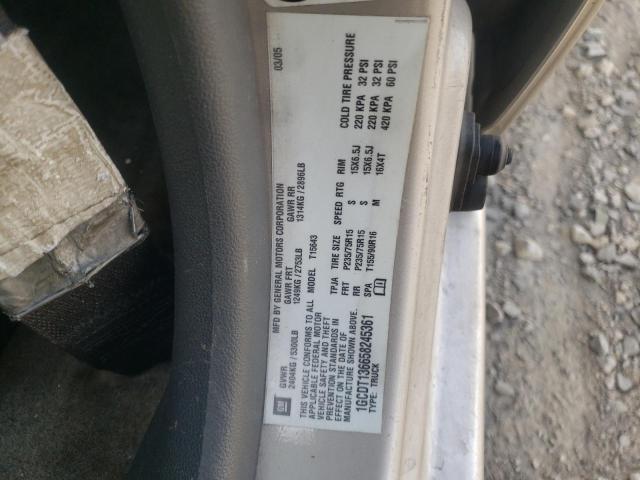 GM
MFD BY GENERAL MOTORS CORPORATION
03/05
GVWR GAWR FRT GAWR RR
2404KG/5300LB 1249KG/2753LB 1314KG/2896LB
THIS VEHICLE CONFORMS TO ALL
APPLICABLE FEDERAL MOTOR
VEHICLE SAFETY AND THEFT
PREVENTION STANDARDS IN
EFFECT ON THE DATE OF
MANUFACTURE SHOWN ABOVE.
1GCDT136658245361
TYPE: TRUCK
MODEL T15643
TPJA TIRE SIZE SPEED RTG RIM COLD TIRE PRESSURE
FRT P235/75R15 S 15X6.5J 220 KPA 32 PSI
RR P235/75R15 S 15X6.5J 220 KPA 32 PSI
SPA T155/90R16 M 16X4T 420 KPA 60 PSI